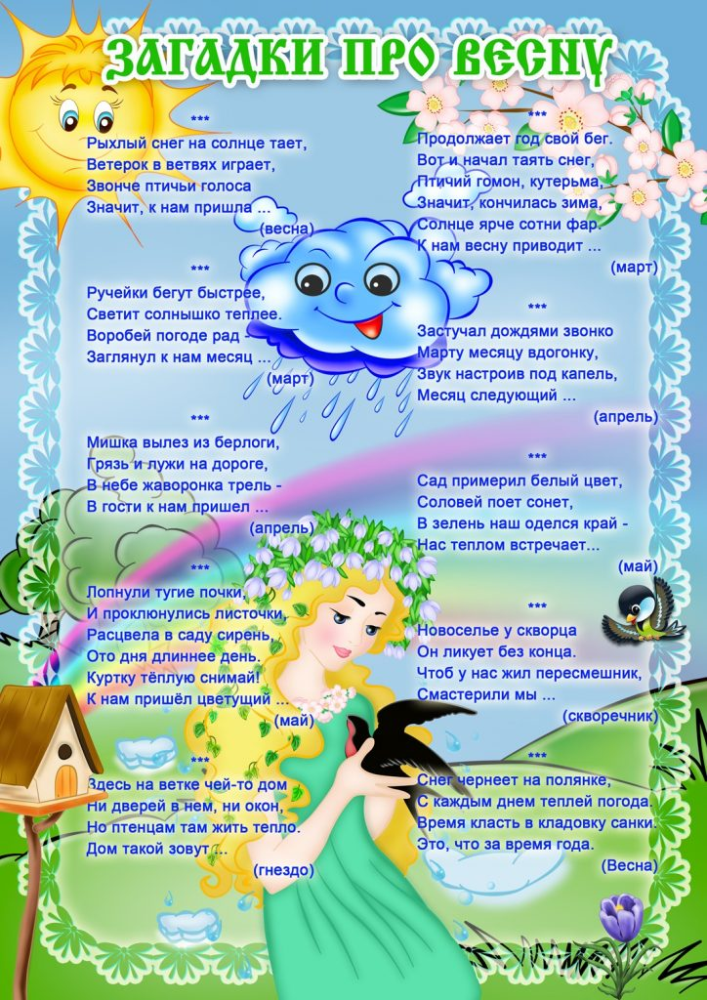 ЗАГАДКИ ПРО ВЕСНУ
***
Рыхлый снег на солнце тает,
Ветерок в ветвях играет,
Звонче птичьи голоса
Значит, к нам пришла ...
(весна)
***
Ручейки бегут быстрее,
Светит солнышко теплее.
Воробей погоде рад -
Заглянул к нам месяц ...
(март)
***
Мишка вылез из берлоги,
Грязь и лужи на дороге,
В небе жаворонка трель -
В гости к нам пришел ...
(апрель)
***
Лопнули тугие почки,
И проклюнулись листочки,
Расцвела в саду сирень,
Ото дня длиннее день.
Куртку тёплую снимай!
К нам пришёл цветущий ...
(май)
***
Здесь на ветке чей-то дом
Ни дверей в нем, ни окон,
Но птенцам там жить тепло.
Дом такой зовут ...
(гнездо)
***
Продолжает год свой бег.
Вот и начал таять снег,
Птичий гомон, кутерьма,
Значит, кончилась зима,
Солнце ярче сотни фар.
К нам весну приводит ...
(март)
***
Застучал дождями звонко
Марту месяцу вдогонку,
Звук настроив под капель,
Месяц следующий ...
(апрель)
***
Сад примерил белый цвет,
Соловей поет сонет,
В зелень наш оделся край -
Нас теплом встречает...
(май)
***
Новоселье у скворца
Он ликует без конца.
Чтоб у нас жил пересмешник,
Смастерили мы ...
(скворечник)
***
Снег чернеет на полянке,
С каждым днем теплей погода.
Время класть в кладовку санки.
Это, что за время года.
(Весна)